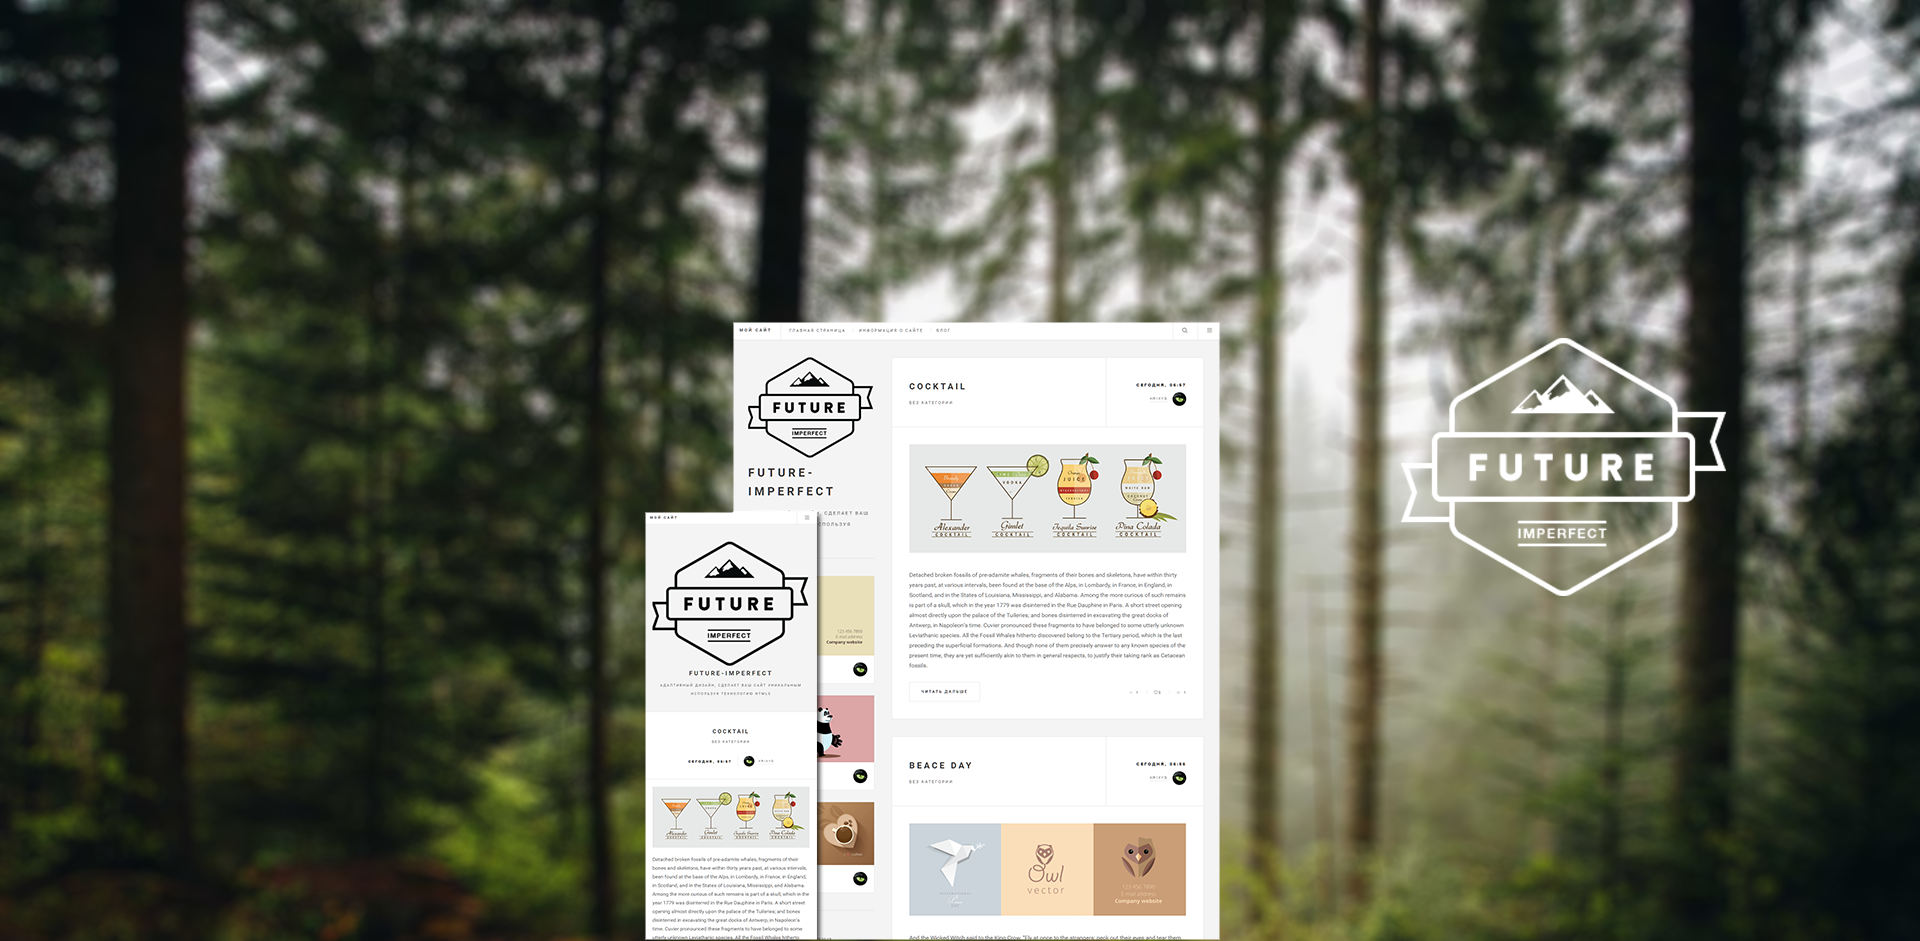 МОЙ САЙТ
ГЛАВНАЯ СТРАНИЦА
ИНФОРМАЦИЯ О САЙТЕ
БЛОГ
FUTURE
IMPERFECT
FUTURE-
IMPERFECT
, СДЕЛАЕТ ВАШ
СПОЛЬЗУЯ
123 456 7890
E-mail address
Company website
COCKTAIL
БЕЗ КАТЕГОРИИ
СЕГОДНЯ, 06:57
Alexander
COCKTAIL
VODKA
Gimlet
COCKTAIL
JUICE
Tequila Sunrise
COCKTAIL
Pina Colada
COCKTAIL
Detached broken fossils of pre-adamite whales, fragments of their bones and skeletons, have within thirty
years past, at various intervals, been found at the base of the Alps, in Lombardy, in France, in England, in
Scotland, and in the States of Louisiana, Mississippi, and Alabama. Among the more curious of such remains
is part of a skull, which in the year 1779 was disinterred in the Rue Dauphine in Paris. A short street opening
almost directly upon the palace of the Tuileries; and bones disinterred in excavating the great docks of
Antwerp, in Napoleon's time. Cuvier pronounced these fragments to have belonged to some utterly unknown
Leviathanic species. All the Fossil Whales hitherto discovered belong to the Tertiary period, which is the last
preceding the superficial formations. And though none of them precisely answer to any known species of the
present time, they are yet sufficiently akin to them in general respects, to justify their taking rank as Cetacean
fossils.
ЧИТАТЬ ДАЛЬШЕ
BEACE DAY
БЕЗ КАТЕГОРИИ
СЕГОДНЯ, 06:56
Owl
vector
123 456 7890
E-mail address
Company website
And the Wicked Witch said to the King Crow, "Fly at once to the strangers; peck out their eyes and tear them
МОЙ САЙТ
FUTURE
IMPERFECT
FUTURE-IMPERFECT
АДАПТИВНЫЙ ДИЗАЙН, СДЕЛАЕТ ВАШ САЙТ УНИКАЛЬНЫМ
ИСПОЛЬЗУЯ ТЕХНОЛОГИЮ HTML5
COCKTAIL
БЕЗ КАТЕГОРИИ
СЕГОДНЯ, 06:57
Detached broken fossils of pre-adamite whales, fragments of their
bones and skeletons, have within thirty years past, at various intervals,
been found at the base of the Alps, in Lombardy, in France, in England,
in Scotland, and in the States of Louisiana, Mississippi, and Alabama.
Among the more curious of such remains is part of a skull, which in the
year 1779 was disinterred in the Rue Dauphine in Paris. A short street
opening almost directly upon the palace of the Tuileries; and bones
disinterred in excavating the great docks of Antwerp, in Napoleon's
time. Cuvier pronounced these fragments to have belonged to some
utterly unknown Leviathanic species. All the Fossil Whales hitherto
FUTURE
IMPERFECT